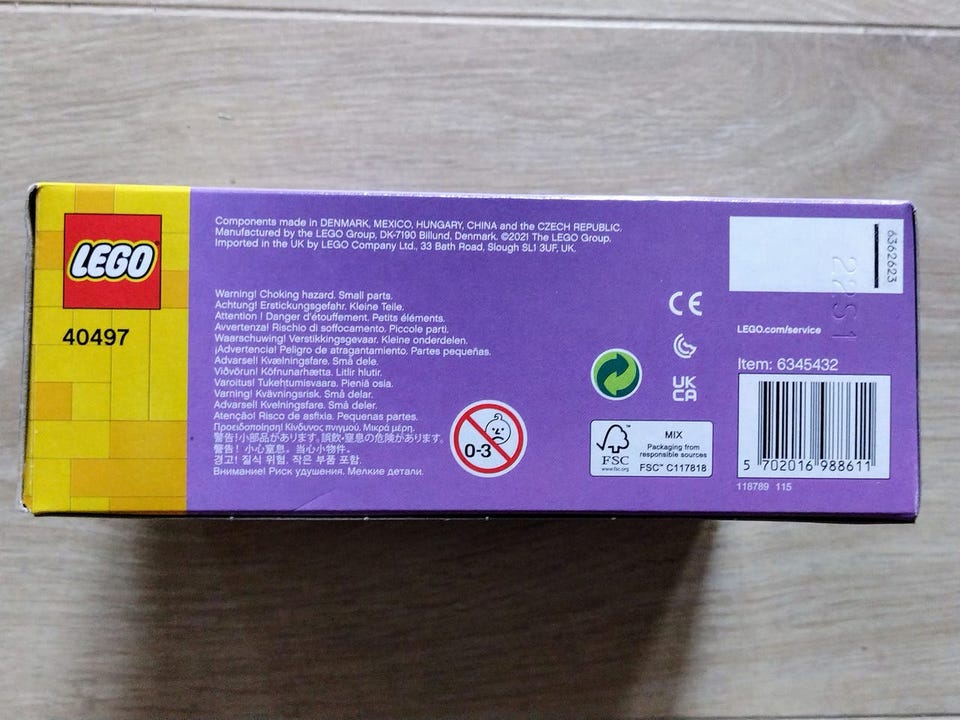 LEGO
40497
Components made in DENMARK, MEXICO, HUNGARY, CHINA and the CZECH REPUBLIC.
Manufactured by the LEGO Group, DK-7190 Billund, Denmark. ©2021 The LEGO Group.
Imported in the UK by LEGO Company Ltd., 33 Bath Road, Slough SL1 3UF, UK.
Warning! Choking hazard. Small parts.
Achtung! Erstickungsgefahr. Kleine Teile.
Attention ! Danger d'étouffement. Petits éléments.
Avvertenza! Rischio di soffocamento. Piccole parti.
Waarschuwing! Verstikkingsgevaar. Kleine onderdelen.
¡Advertencia! Peligro de atragantamiento. Partes pequeñas.
Advarsel! Kvælningsfare. Små dele.
Viðvörun! Köfnunarhætta. Litlir hlutir.
Varoitus! Tukehtumisvaara. Pieniä osia.
Varning! Kvävningsrisk. Små delar.
Advarsel! Kvelningsfare. Små deler.
Atenção! Risco de asfixia. Pequenas partes.
Προειδοποίηση! Κίνδυνος πνιγμού. Μικρά μέρη.
警告!小部品があります。誤飲・窒息の危険があります。
警告! 小心窒息。当心小物件。
경고! 질식 위험. 작은 부품 포함.
Внимание! Риск удушения. Мелкие детали.
0-3
CE
UK
CA
FSC
www.fsc.org
MIX
Packaging from
responsible sources
FSC™ C117818
6362623
22S1
LEGO.com/service
Item: 6345432
5 702016 988611
118789 115